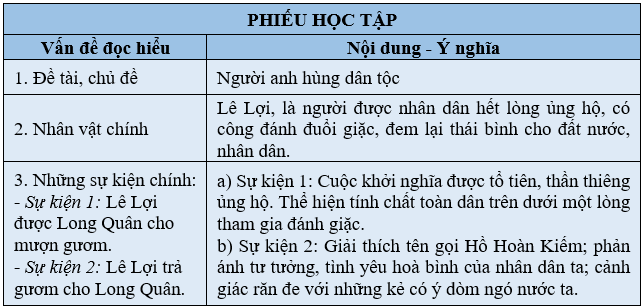 PHIẾU HỌC TẬP
Vấn đề đọc hiểu
Nội dung - Ý nghĩa
1. Đề tài, chủ đề
Người anh hùng dân tộc
2. Nhân vật chính
Lê Lợi, là người được nhân dân hết lòng ủng hộ, có
công đánh đuổi giặc, đem lại thái bình cho đất nước,
nhân dân.
3. Những sự kiện chính:
- Sự kiện 1: Lê Lợi
được Long Quân cho
mượn gươm.
- Sự kiện 2: Lê Lợi trả
gươm cho Long Quân.
a) Sự kiện 1: Cuộc khởi nghĩa được tổ tiên, thần thiêng
ủng hộ. Thể hiện tính chất toàn dân trên dưới một lòng
tham gia đánh giặc.
b) Sự kiện 2: Giải thích tên gọi Hồ Hoàn Kiếm; phản
ánh tư tưởng, tình yêu hoà bình của nhân dân ta; cảnh
giác răn đe với những kẻ có ý dòm ngó nước ta.